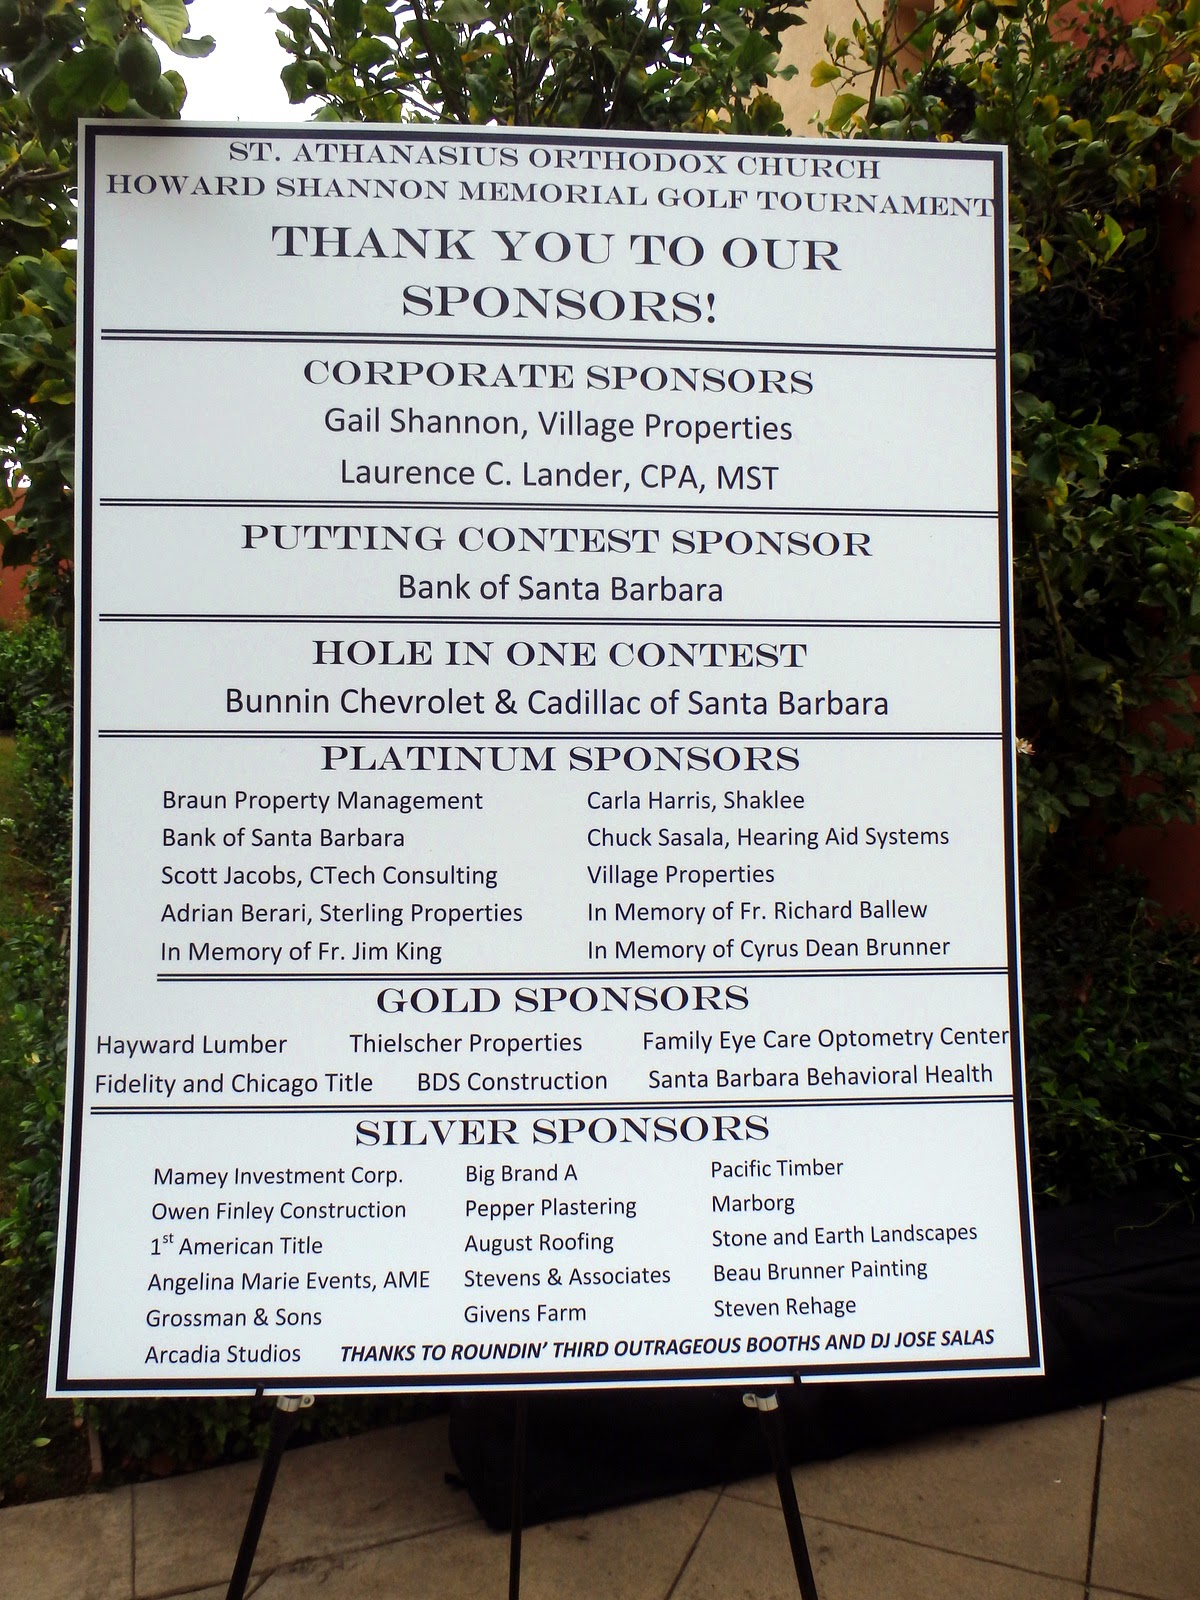 ST. ATHANASIUS ORTHODOX CHURCH
HOWARD SHANNON MEMORIAL GOLF TOURNAMENT
THANK YOU TO OUR
SPONSORS!
CORPORATE SPONSORS
Gail Shannon, Village Properties
Laurence C. Lander, CPA, MST
PUTTING CONTEST SPONSOR
Bank of Santa Barbara
HOLE IN ONE CONTEST
Bunnin Chevrolet & Cadillac of Santa Barbara
PLATINUM SPONSORS
Braun Property Management Carla Harris, Shaklee
Bank of Santa Barbara Chuck Sasala, Hearing Aid Systems
Scott Jacobs, CTech Consulting Village Properties
Adrian Berari, Sterling Properties In Memory of Fr. Richard Ballew
In Memory of Fr. Jim King In Memory of Cyrus Dean Brunner
GOLD SPONSORS
Hayward Lumber Thielscher Properties Family Eye Care Optometry Center
Fidelity and Chicago Title BDS Construction Santa Barbara Behavioral Health
SILVER SPONSORS
Mamey Investment Corp. Big Brand A Pacific Timber
Owen Finley Construction Pepper Plastering Marborg
1st American Title August Roofing Stone and Earth Landscapes
Angelina Marie Events, AME Stevens & Associates Beau Brunner Painting
Grossman & Sons Givens Farm Steven Rehage
Arcadia Studios THANKS TO ROUNDIN' THIRD OUTRAGEOUS BOOTHS AND DJ JOSE SALAS